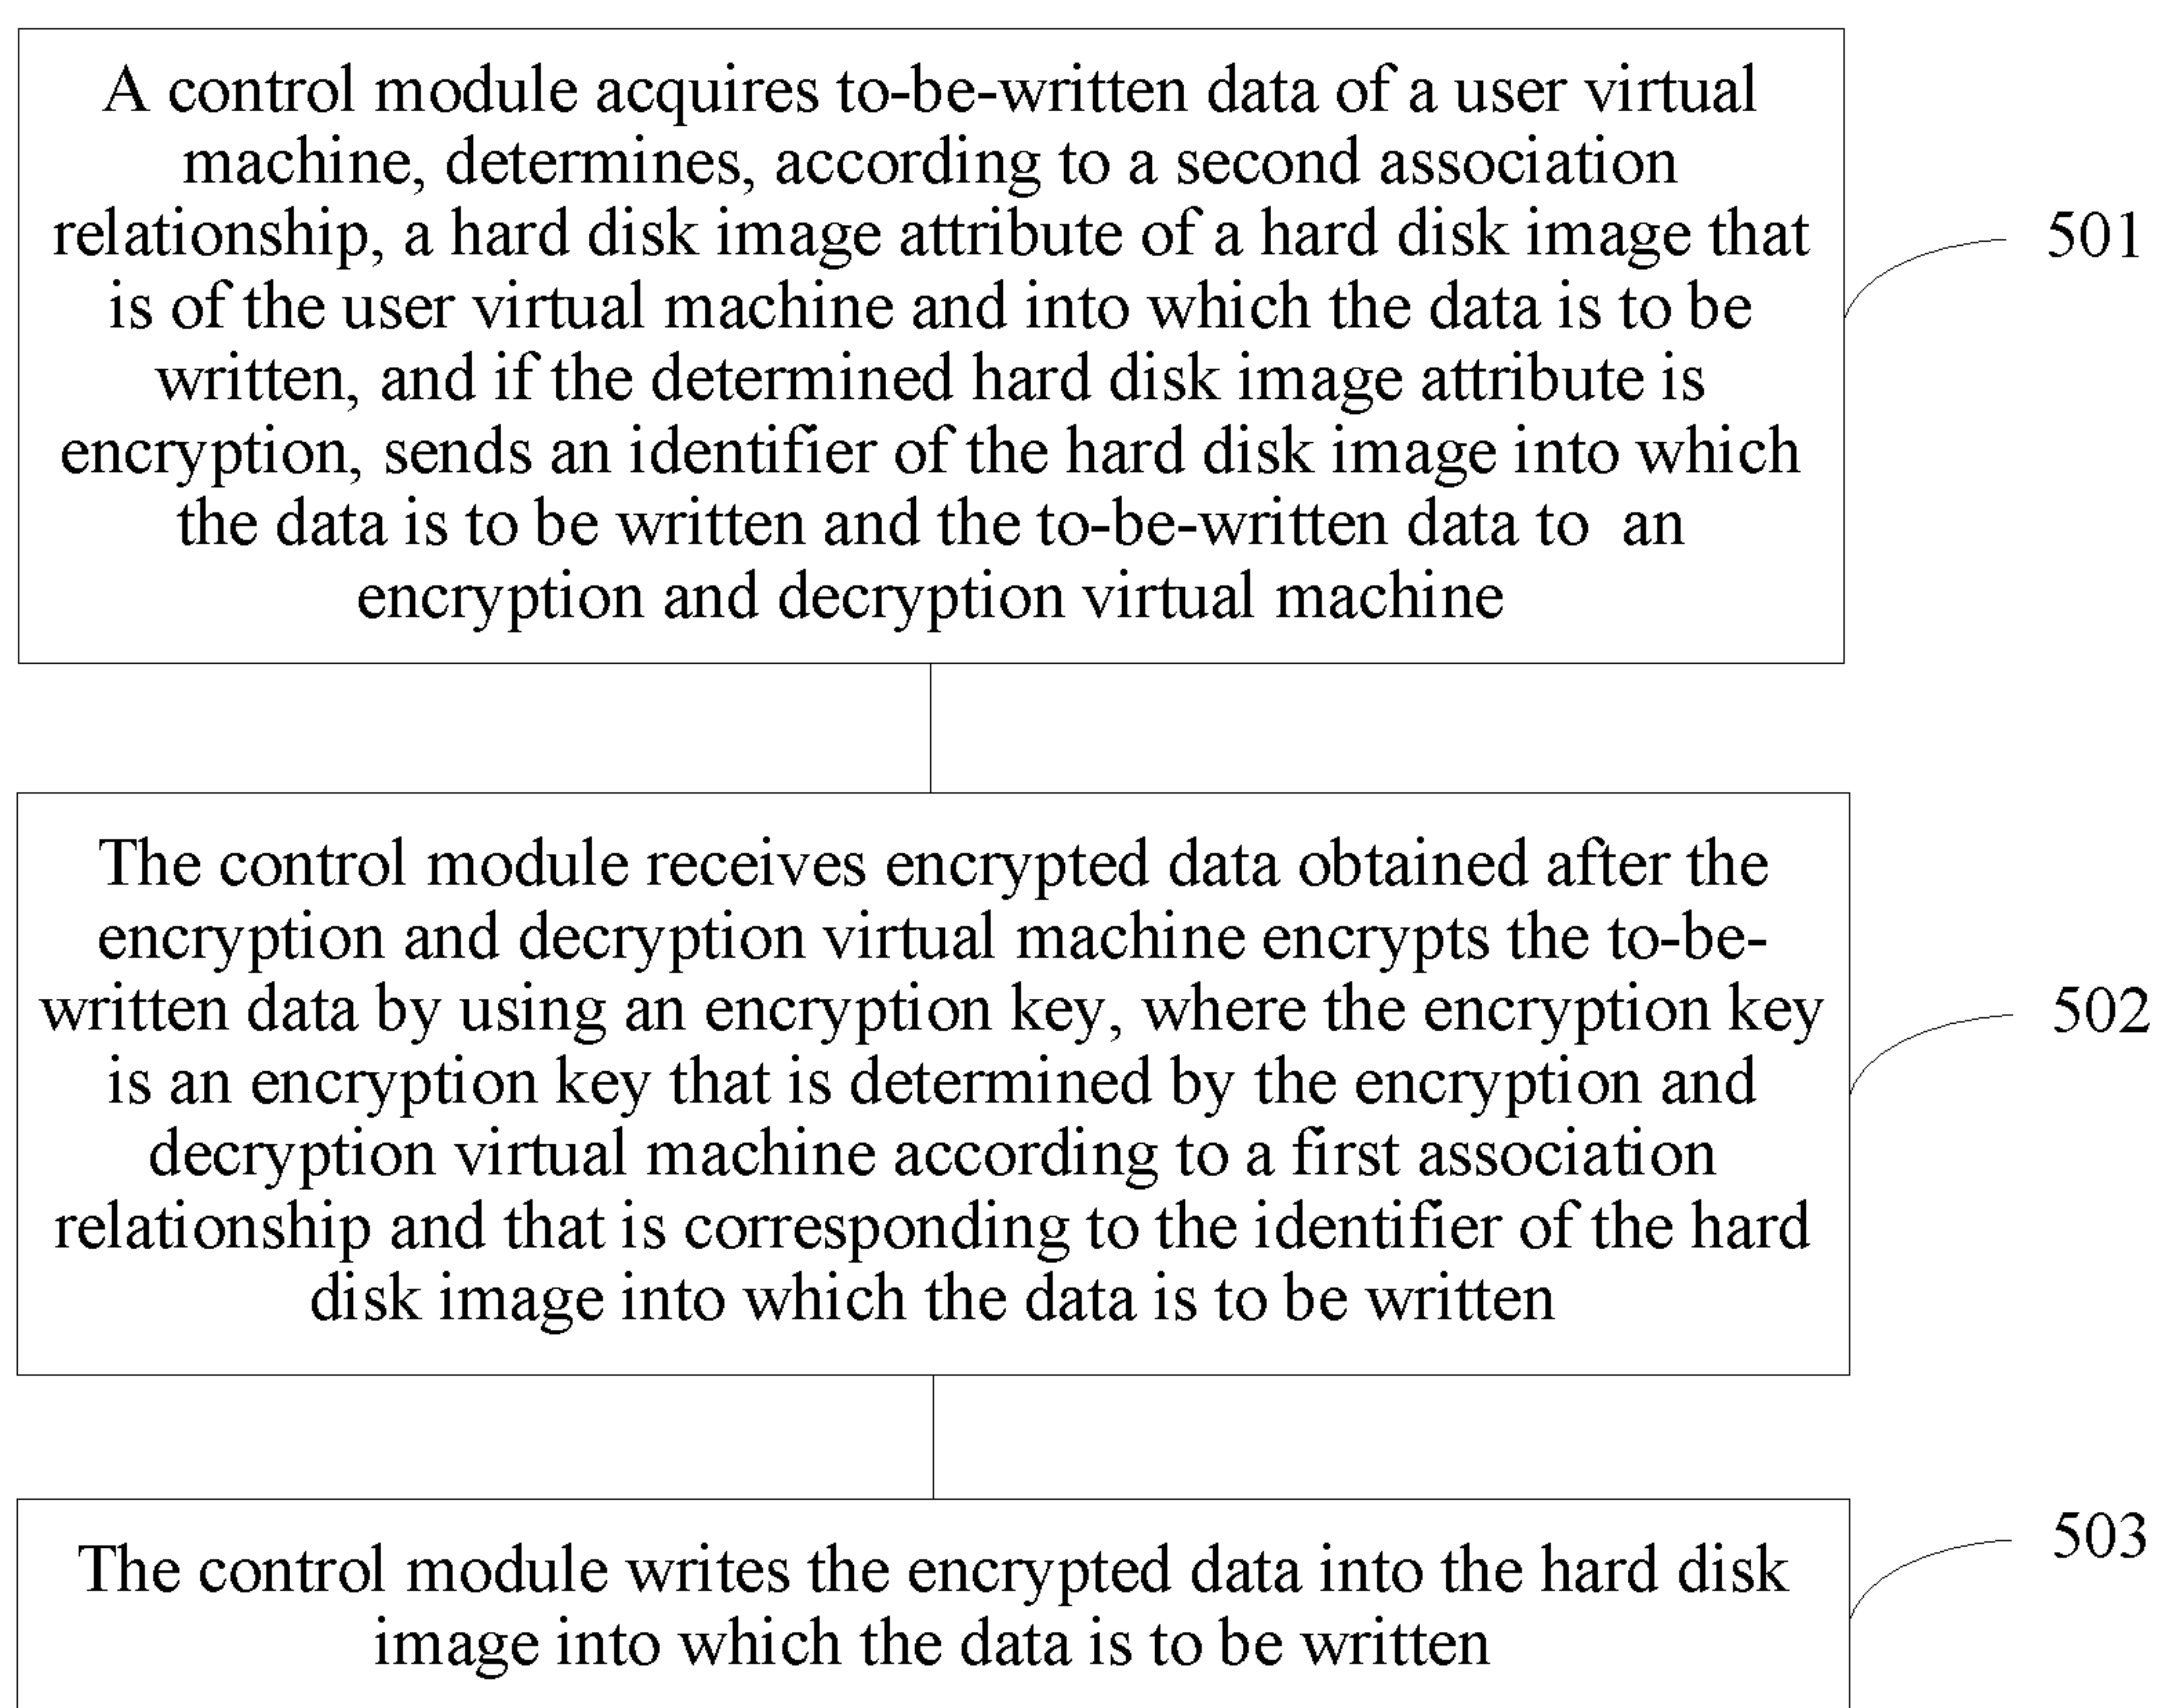 A control module acquires to-be-written data of a user virtual
machine, determines, according to a second association
relationship, a hard disk image attribute of a hard disk image that
is of the user virtual machine and into which the data is to be
written, and if the determined hard disk image attribute is
encryption, sends an identifier of the hard disk image into which
the data is to be written and the to-be-written data to  an
encryption and decryption virtual machine
501
The control module receives encrypted data obtained after the
encryption and decryption virtual machine encrypts the to-be-
written data by using an encryption key, where the encryption key
is an encryption key that is determined by the encryption and
decryption virtual machine according to a first association
relationship and that is corresponding to the identifier of the hard
disk image into which the data is to be written
502
The control module writes the encrypted data into the hard disk
image into which the data is to be written
503